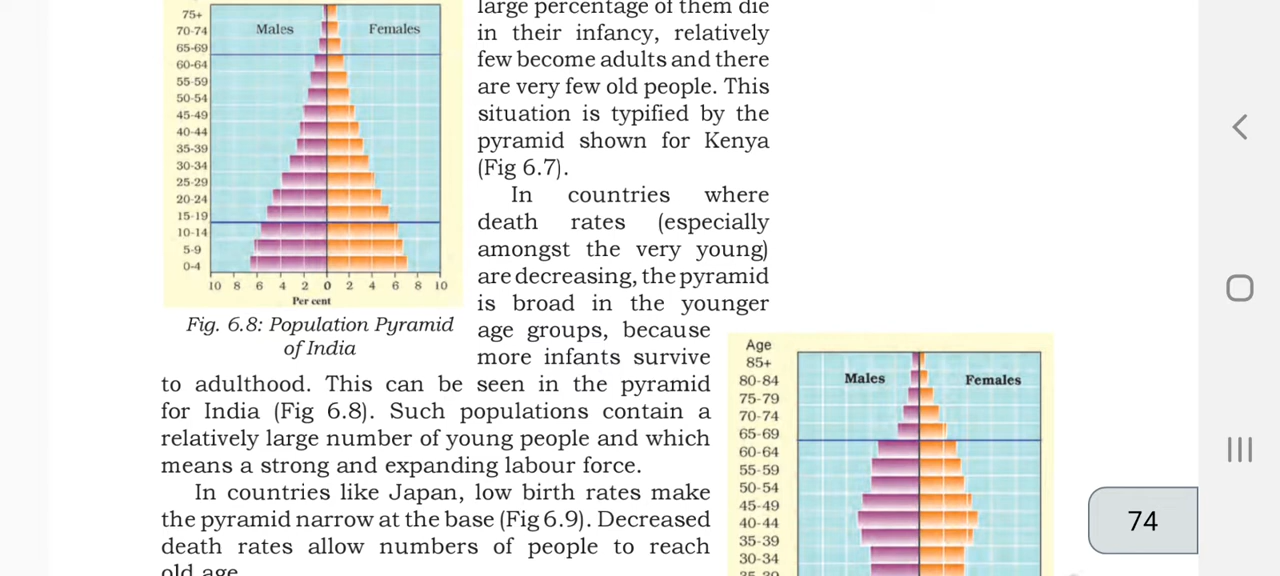 75+
70-74
65-69
60-64
55-59
50-54
45-49
40-44
35-39
30-34
25-29
20-24
15-19
10-14
5-9
0-4
Males Females
10 8 6 4 2 0 2 4 6 8 10
Per cent
Fig. 6.8: Population Pyramid
of India
large percentage of them die
in their infancy, relatively
few become adults and there
are very few old people. This
situation is typified by the
pyramid shown for Kenya
(Fig 6.7).
In countries where
death rates (especially
amongst the very young)
are decreasing, the pyramid
is broad in the younger
age groups, because
more infants survive
to adulthood. This can be seen in the pyramid
for India (Fig 6.8). Such populations contain a
relatively large number of young people and which
means a strong and expanding labour force.
In countries like Japan, low birth rates make
the pyramid narrow at the base (Fig 6.9). Decreased
death rates allow numbers of people to reach
old age.
Age
85+
80-84
75-79
70-74
65-69
60-64
55-59
50-54
45-49
40-44
35-39
30-34
Males Females
74